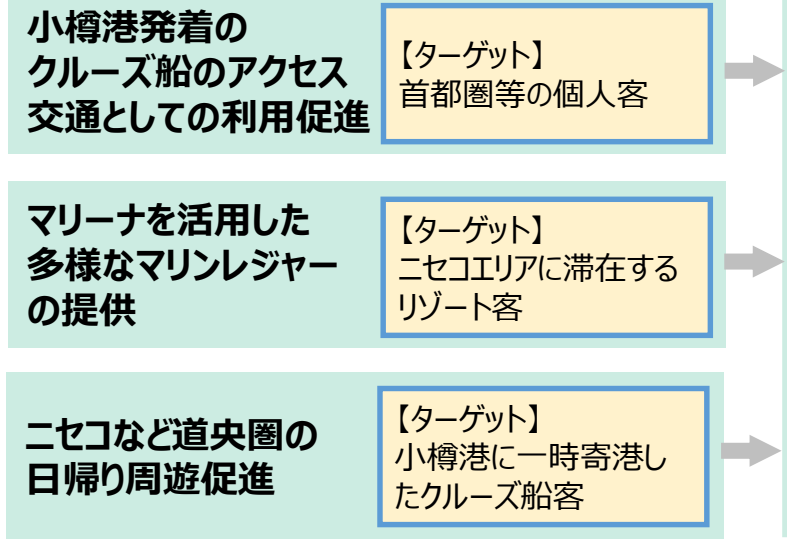 小樽港発着の
クルーズ船のアクセス
交通としての利用促進
【ターゲット】
首都圏等の個人客
マリーナを活用した
多様なマリンレジャー
の提供
【ターゲット】
ニセコエリアに滞在する
リゾート客
ニセコなど道央圏の
日帰り周遊促進
【ターゲット】
小樽港に一時寄港し
たクルーズ船客